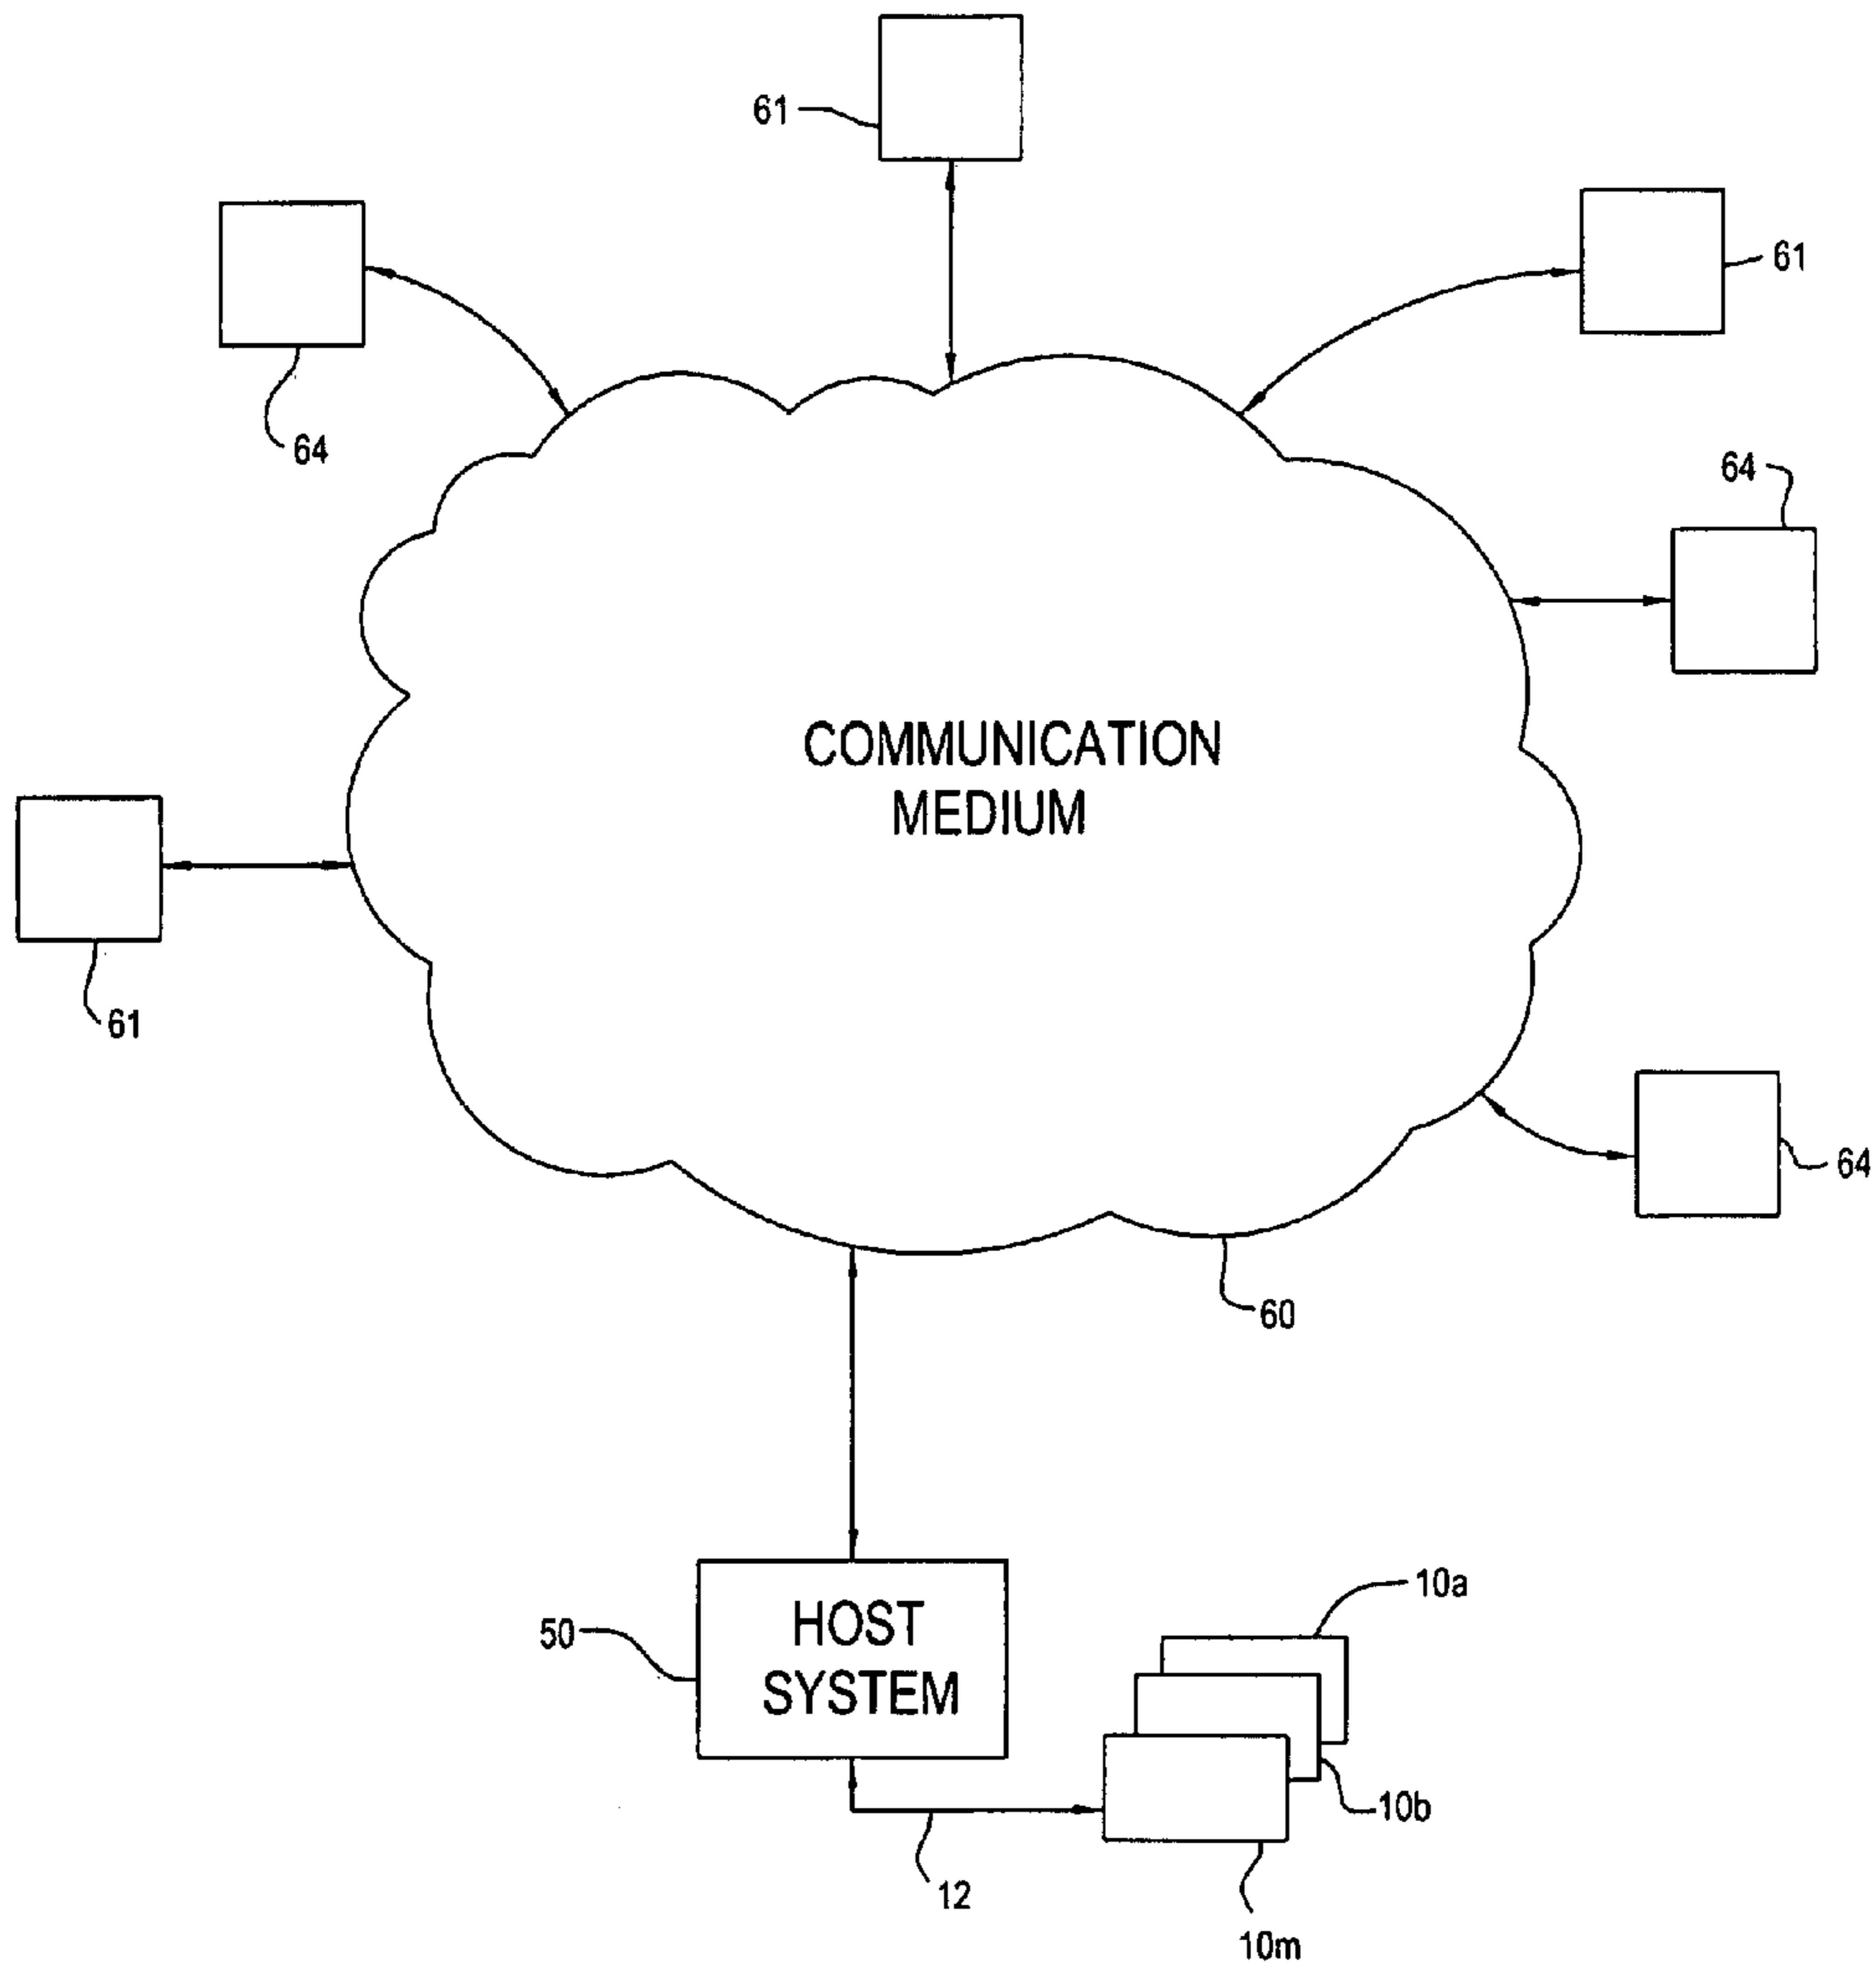 61
61
64
64
COMMUNICATION
MEDIUM
61
64
60
10a
50
HOST
SYSTEM
10b
12
10m